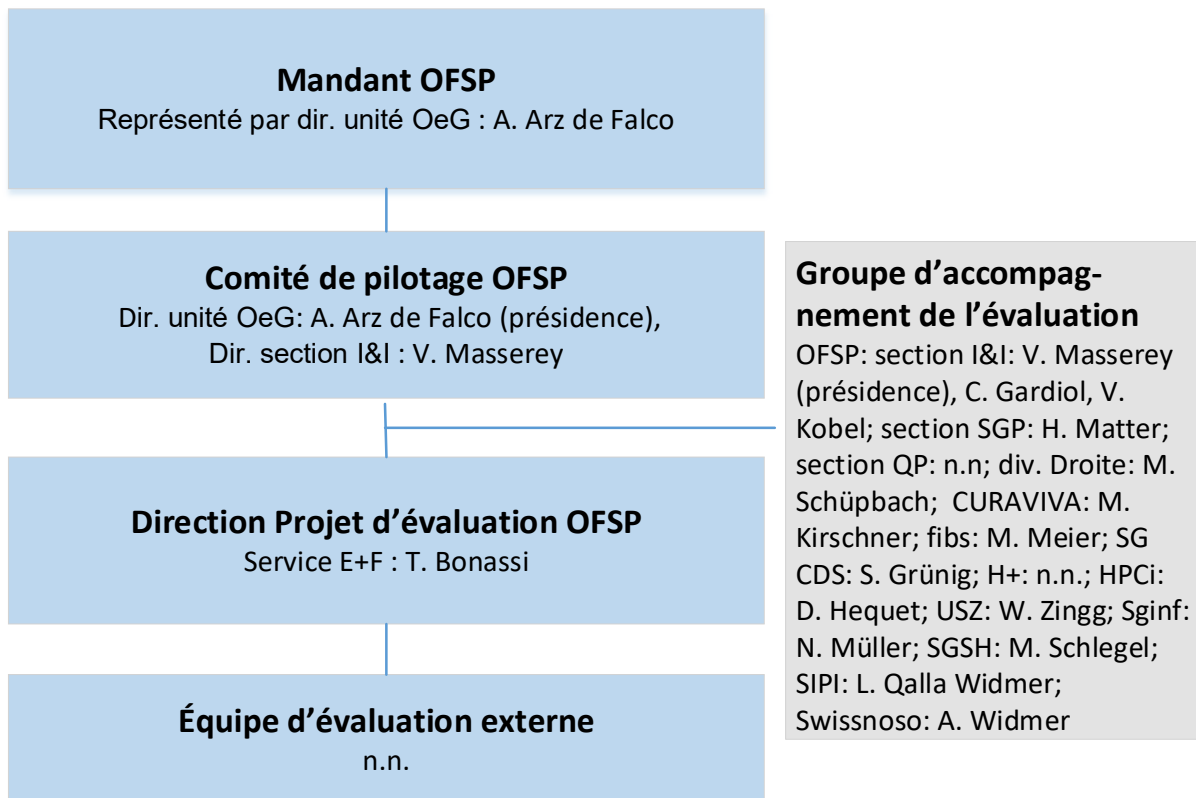 Mandant OFSP
Représenté par dir. unité OeG : A. Arz de Falco
Comité de pilotage OFSP
Dir. unité OeG: A. Arz de Falco (présidence),
Dir. section I&I : V. Masserey
Groupe d'accompag-
nement de l'évaluation
OFSP: section I&I: V. Masserey
(présidence), C. Gardiol, V.
Kobel; section SGP: H. Matter;
section QP: n.n; div. Droite: M.
Schüpbach; CURAVIVA: M.
Kirschner; fibs: M. Meier; SG
CDS: S. Grünig; H+: n.n.; HPCi:
D. Hequet; USZ: W. Zingg; Sginf:
N. Müller; SGSH: M. Schlegel;
SIPI: L. Qalla Widmer;
Swissnoso: A. Widmer
Direction Projet d'évaluation OFSP
Service E+F : T. Bonassi
Équipe d'évaluation externe
n.n.